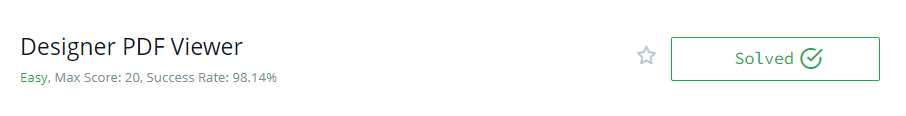 Designer PDF Viewer
Solved
Easy, Max Score: 20, Success Rate: 98.14%